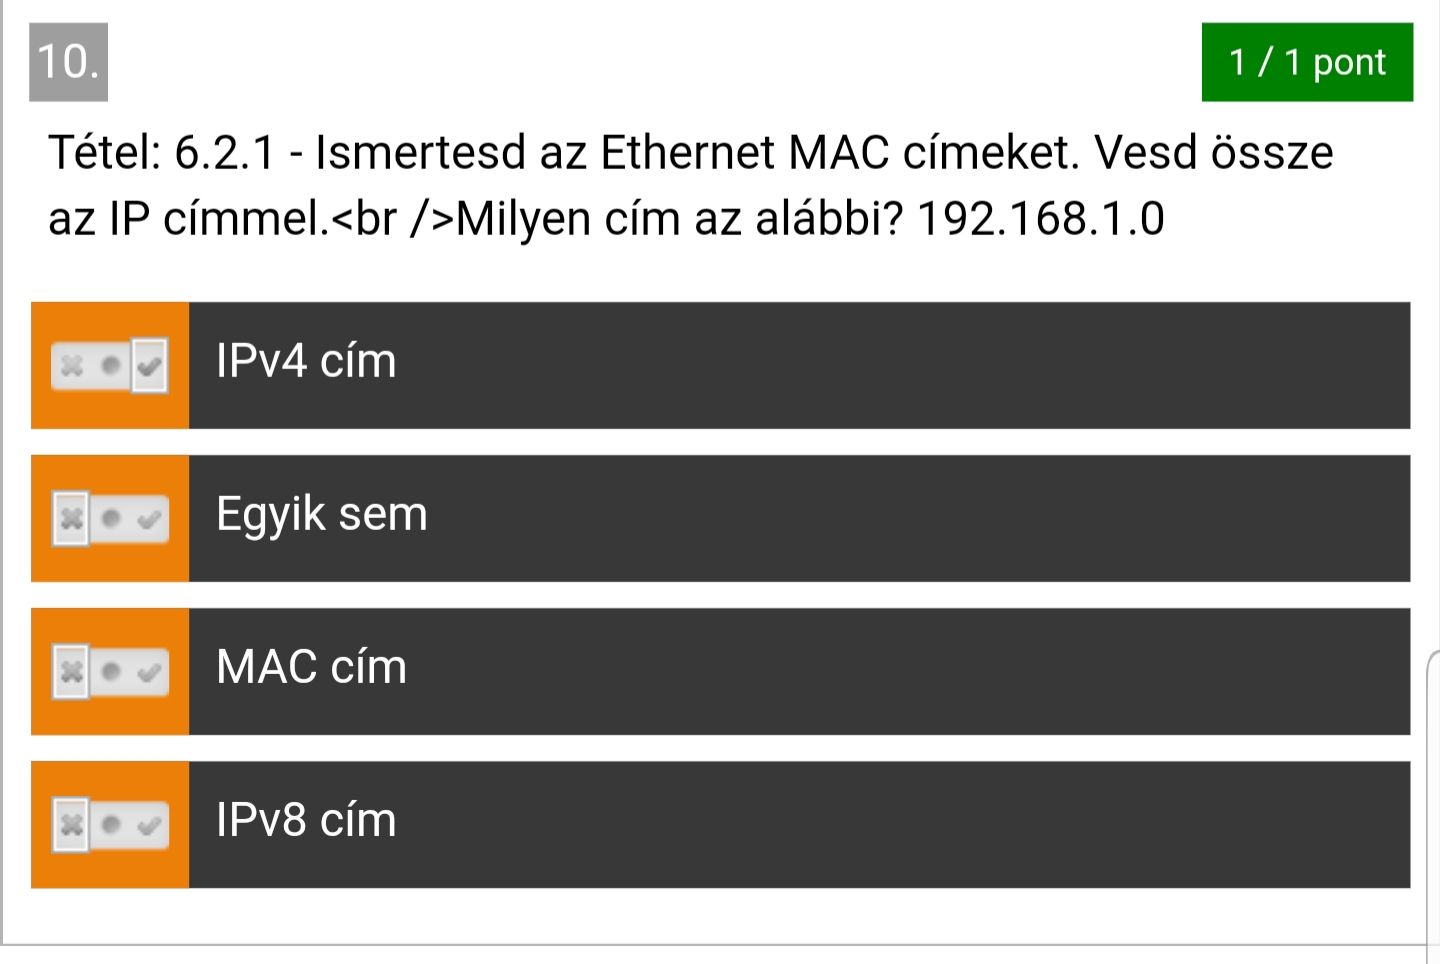 10.
1 / 1 pont
Tétel: 6.2.1 - Ismertesd az Ethernet MAC címeket. Vesd össze
az IP címmel.<br />Milyen cím az alábbi? 192.168.1.0
IPv4 cím
Egyik sem
MAC cím
IPv8 cím